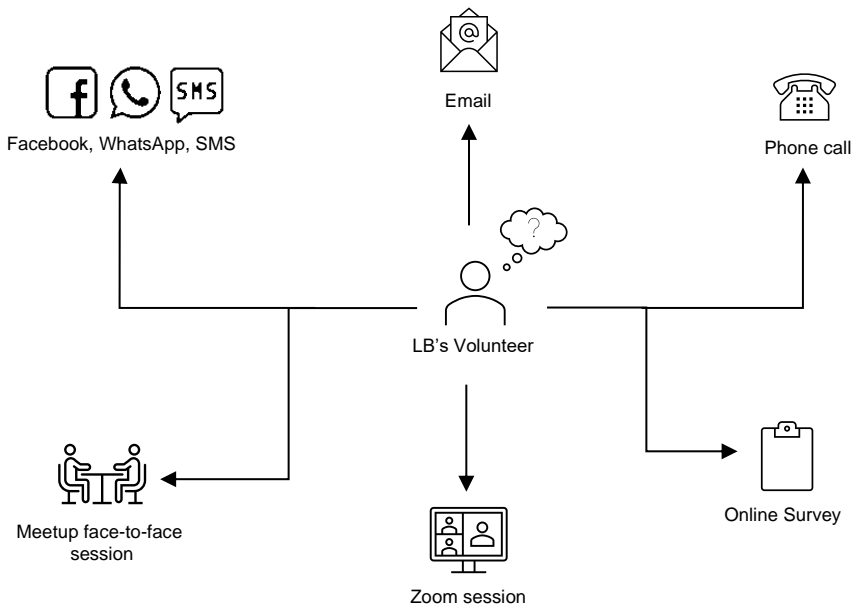 SMS
Email
Facebook, WhatsApp, SMS
Phone call
?
LB's Volunteer
Meetup face-to-face
session
Online Survey
Zoom session